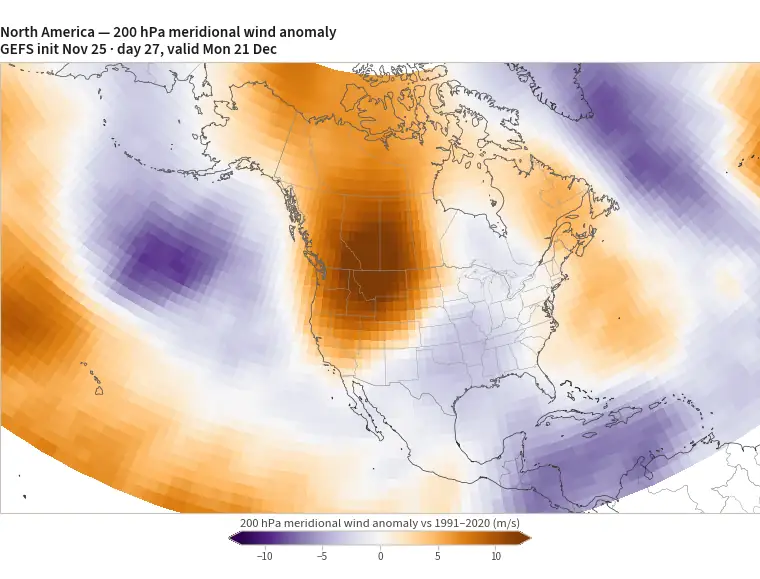 North America — 200 hPa meridional wind anomaly
GEFS init Nov 25 · day 27, valid Mon 21 Dec
200 hPa meridional wind anomaly vs 1991–2020 (m/s)
−10 −5 0 5 10